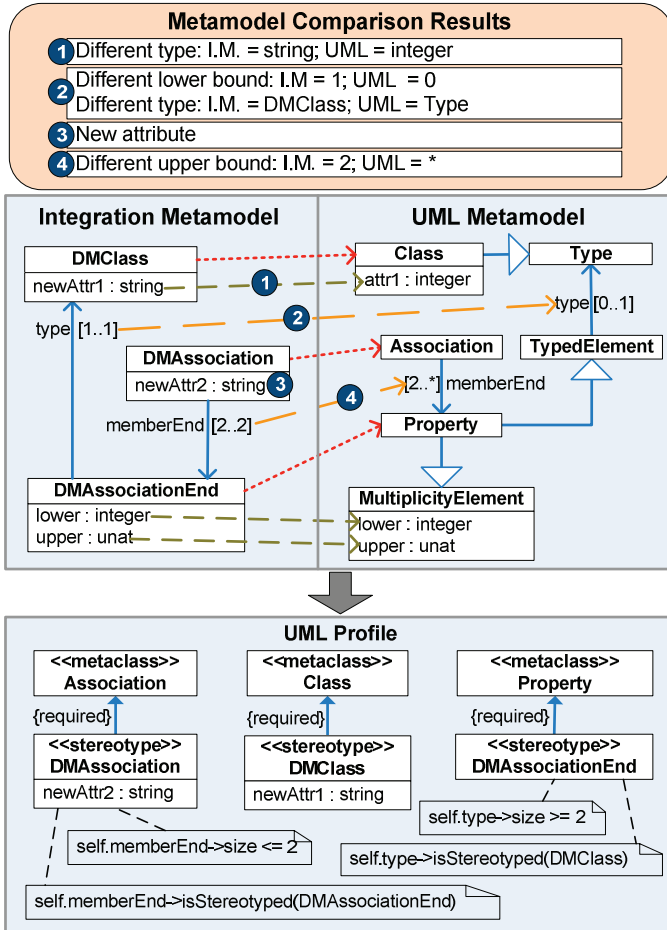 Metamodel Comparison Results
1 Different type: I.M. = string; UML = integer
2 Different lower bound: I.M = 1; UML = 0
Different type: I.M. = DMClass; UML = Type
3 New attribute
4 Different upper bound: I.M. = 2; UML = *
Integration Metamodel
UML Metamodel
DMClass
newAttr1 : string
1
Class
attr1 : integer
Type
type [1..1]
2
type [0..1]
DMAssociation
newAttr2 : string
3
Association
TypedElement
memberEnd [2..2]
4
[2..*] memberEnd
Property
DMAssociationEnd
lower : integer
upper : unat
MultiplicityElement
lower : integer
upper : unat
UML Profile
<<metaclass>>
Association
{required}
<<stereotype>>
DMAssociation
newAttr2 : string
<<metaclass>>
Class
{required}
<<stereotype>>
DMClass
newAttr1 : string
<<metaclass>>
Property
{required}
<<stereotype>>
DMAssociationEnd
self.type->size >= 2
self.memberEnd->size <= 2
self.type->isStereotyped(DMClass)
self.memberEnd->isStereotyped(DMAssociationEnd)